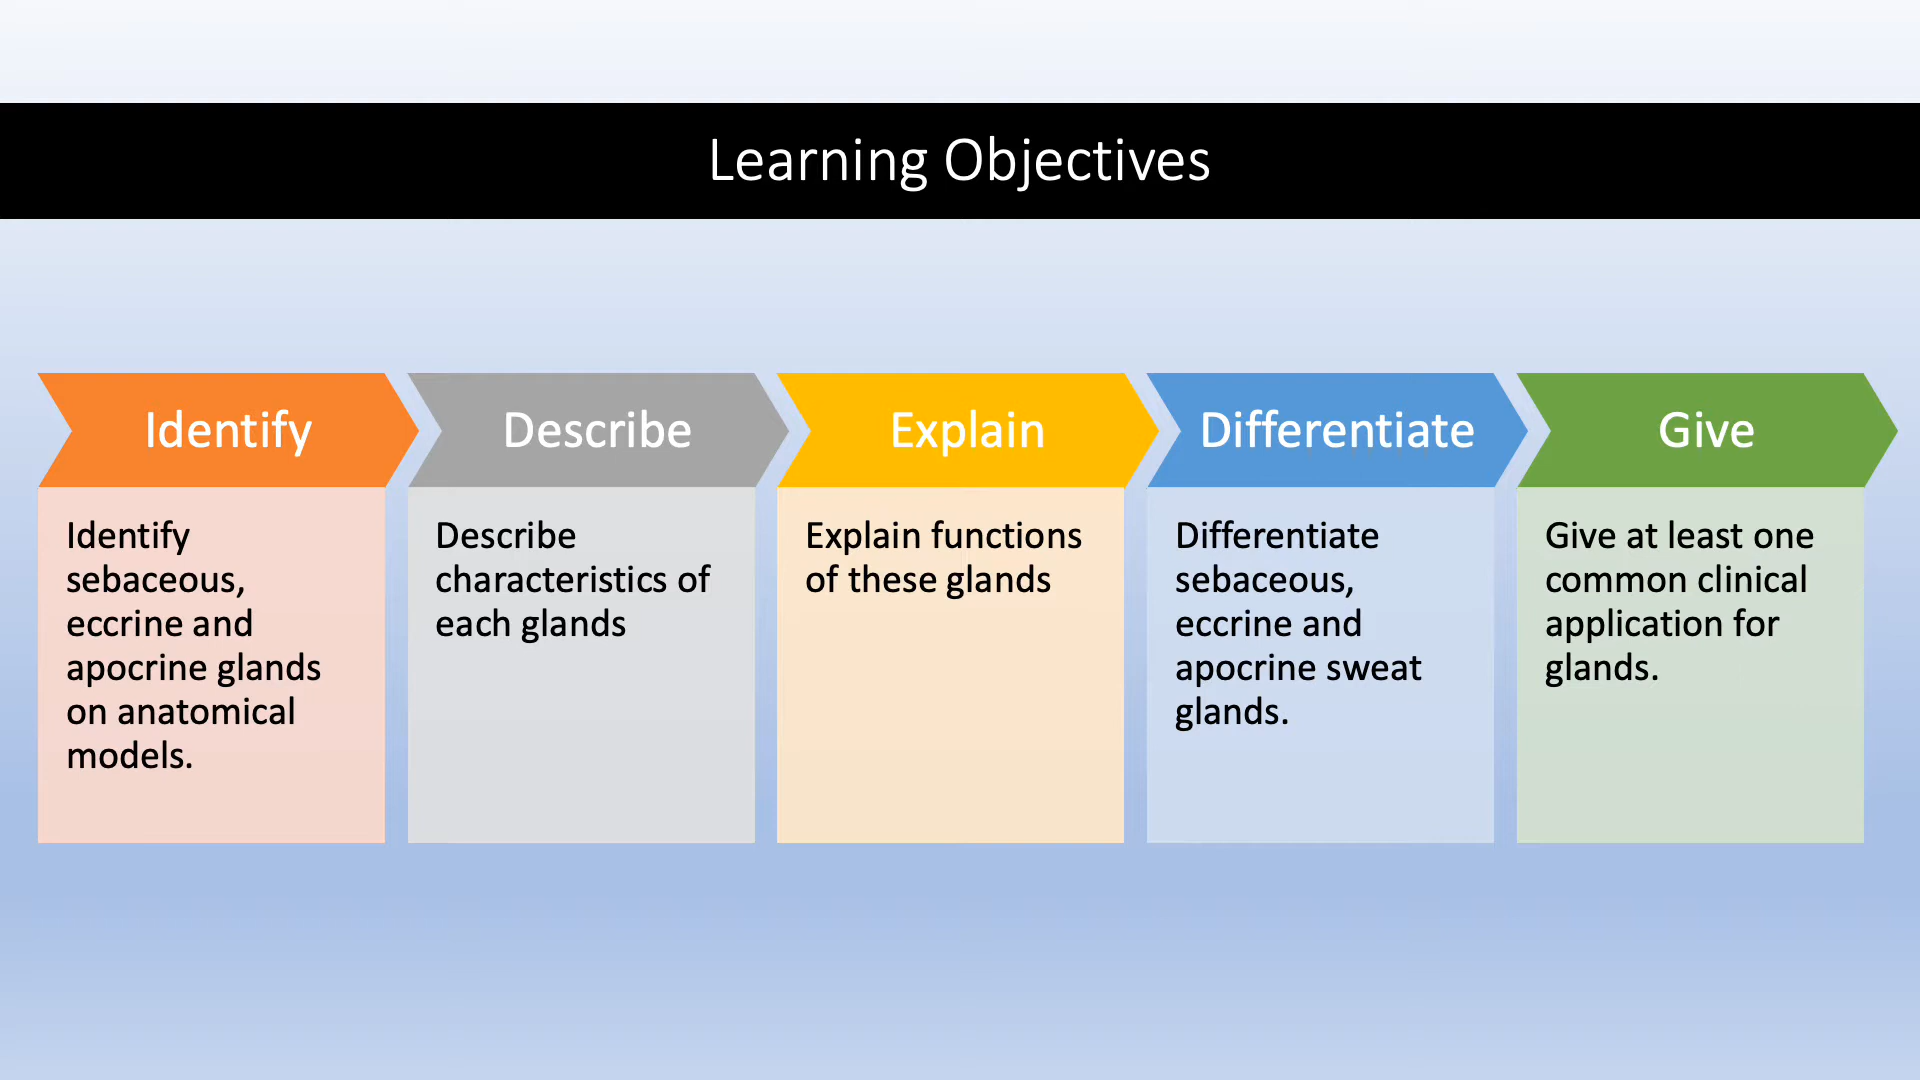 Learning Objectives
Identify
Identify
sebaceous,
eccrine and
apocrine glands
on anatomical
models.
Describe
Describe
characteristics of
each glands
Explain
Explain functions
of these glands
Differentiate
Differentiate
sebaceous,
eccrine and
apocrine sweat
glands.
Give
Give at least one
common clinical
application for
glands.